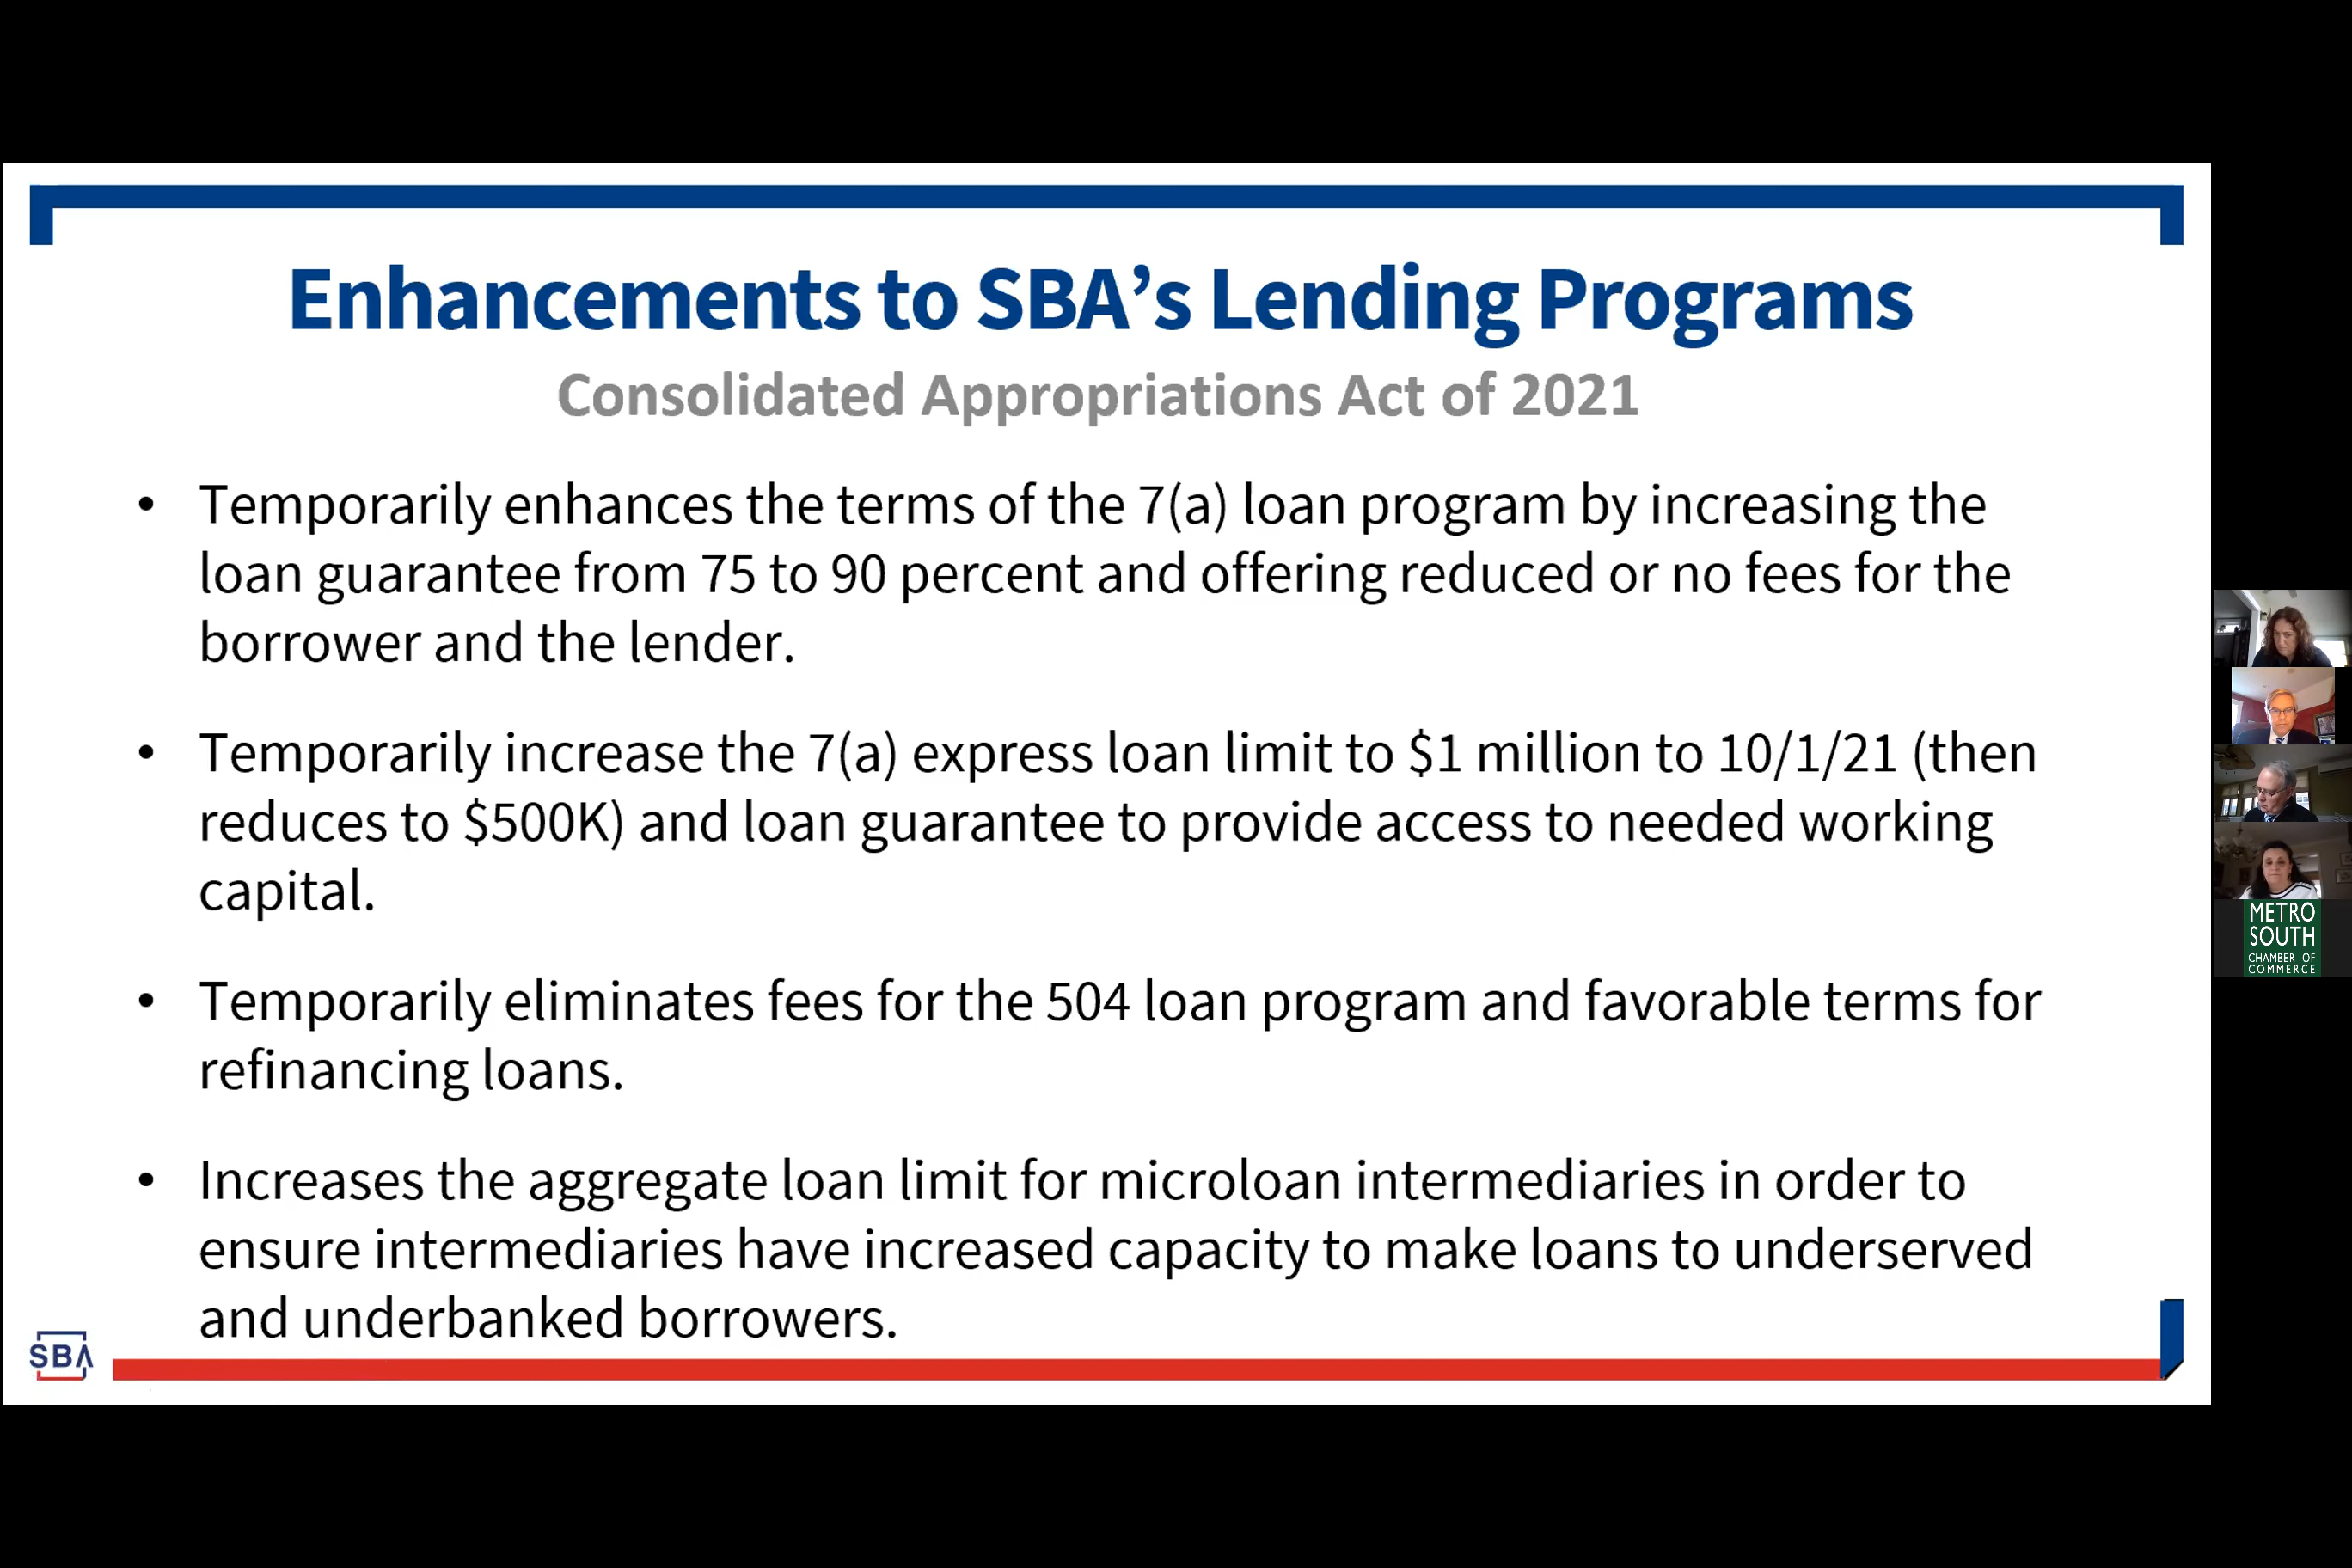 Enhancements to SBA’s Lending Programs
Consolidated Appropriations Act of 2021
• Temporarily enhances the terms of the 7(a) loan program by increasing the
loan guarantee from 75 to 90 percent and offering reduced or no fees for the
borrower and the lender.
• Temporarily increase the 7(a) express loan limit to $1 million to 10/1/21 (then
reduces to $500K) and loan guarantee to provide access to needed working
capital.
• Temporarily eliminates fees for the 504 loan program and favorable terms for
refinancing loans.
• Increases the aggregate loan limit for microloan intermediaries in order to
ensure intermediaries have increased capacity to make loans to underserved
and underbanked borrowers.
SBA
METRO
SOUTH
CHAMBER OF
COMMERCE